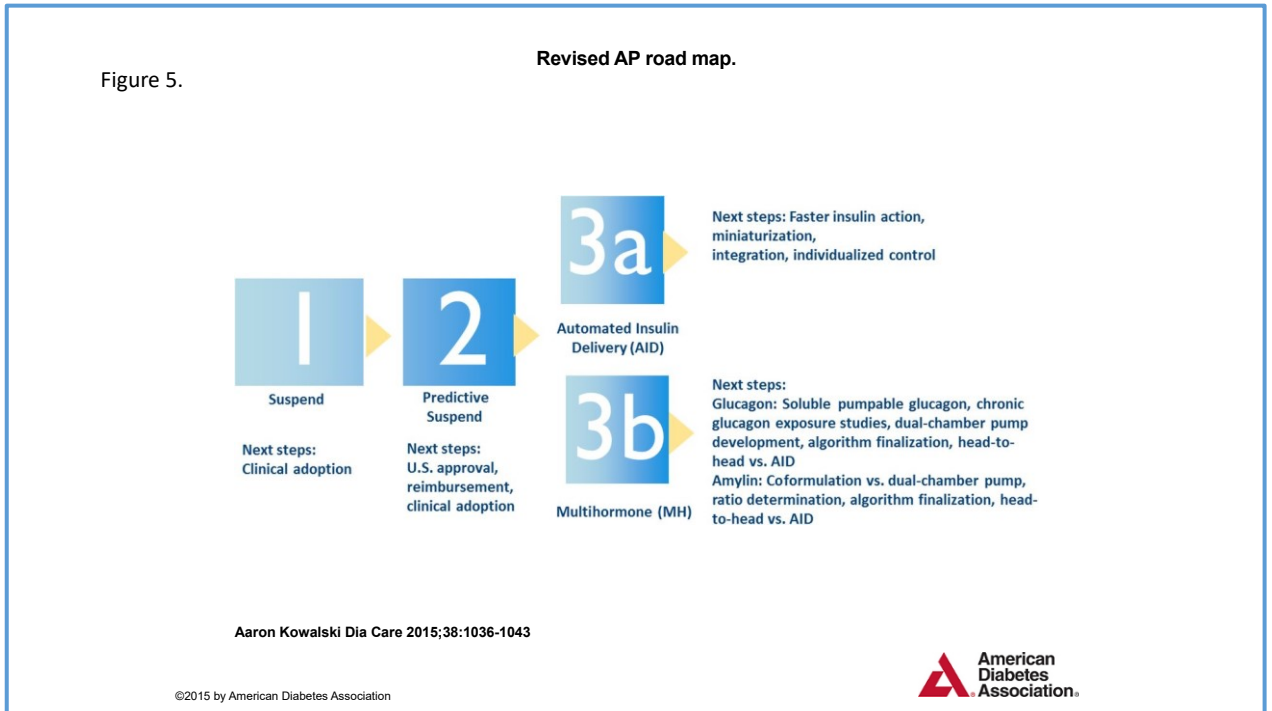 Revised AP road map.
Figure 5.
1
Suspend
Next steps:
Clinical adoption
2
Predictive
Suspend
Next steps:
U.S. approval,
reimbursement,
clinical adoption
3a
Automated Insulin
Delivery (AID)
Next steps: Faster insulin action,
miniaturization,
integration, individualized control
3b
Multihormone (MH)
Next steps:
Glucagon: Soluble pumpable glucagon, chronic
glucagon exposure studies, dual-chamber pump
development, algorithm finalization, head-to-
head vs. AID
Amylin: Coformulation vs. dual-chamber pump,
ratio determination, algorithm finalization, head-
to-head vs. AID
Aaron Kowalski Dia Care 2015;38:1036-1043
©2015 by American Diabetes Association
American
Diabetes
Association®